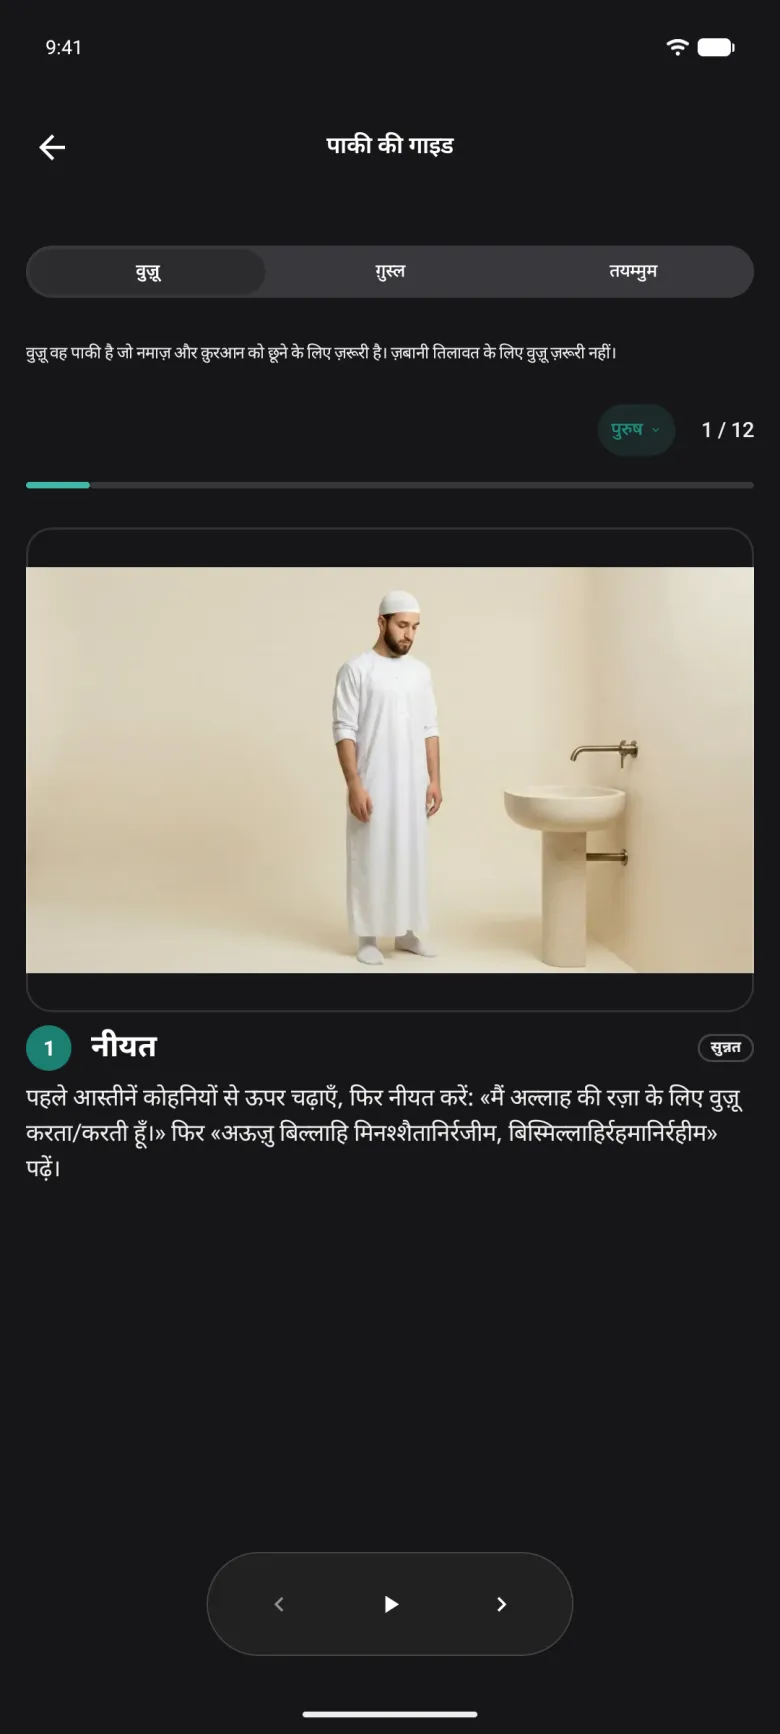 9:41
पाकी की गाइड
वुज़ू
ग़ुस्ल
तयम्मुम
वुज़ू वह पाकी है जो नमाज़ और क़ुरआन को छूने के लिए ज़रूरी है। ज़बानी तिलावत के लिए वुज़ू ज़रूरी नहीं।
पुरुष
1 / 12
1
नीयत
सुन्नत
पहले आस्तीनें कोहनियों से ऊपर चढ़ाएँ, फिर नीयत करें: «मैं अल्लाह की रज़ा के लिए वुज़ू
करता/करती हूँ।» फिर «अऊज़ु बिल्लाहि मिनश्शैतानिर्रजीम, बिस्मिल्लाहिर्रहमानिर्रहीम»
पढ़ें।